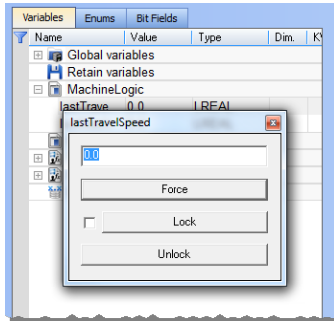 Variables Enums Bit Fields
Name Value Type Dim.
Global variables
Retain variables
MachineLogic
lastTrave 0.0 LREAL
lastTravelSpeed
0.0
Force
Lock
Unlock